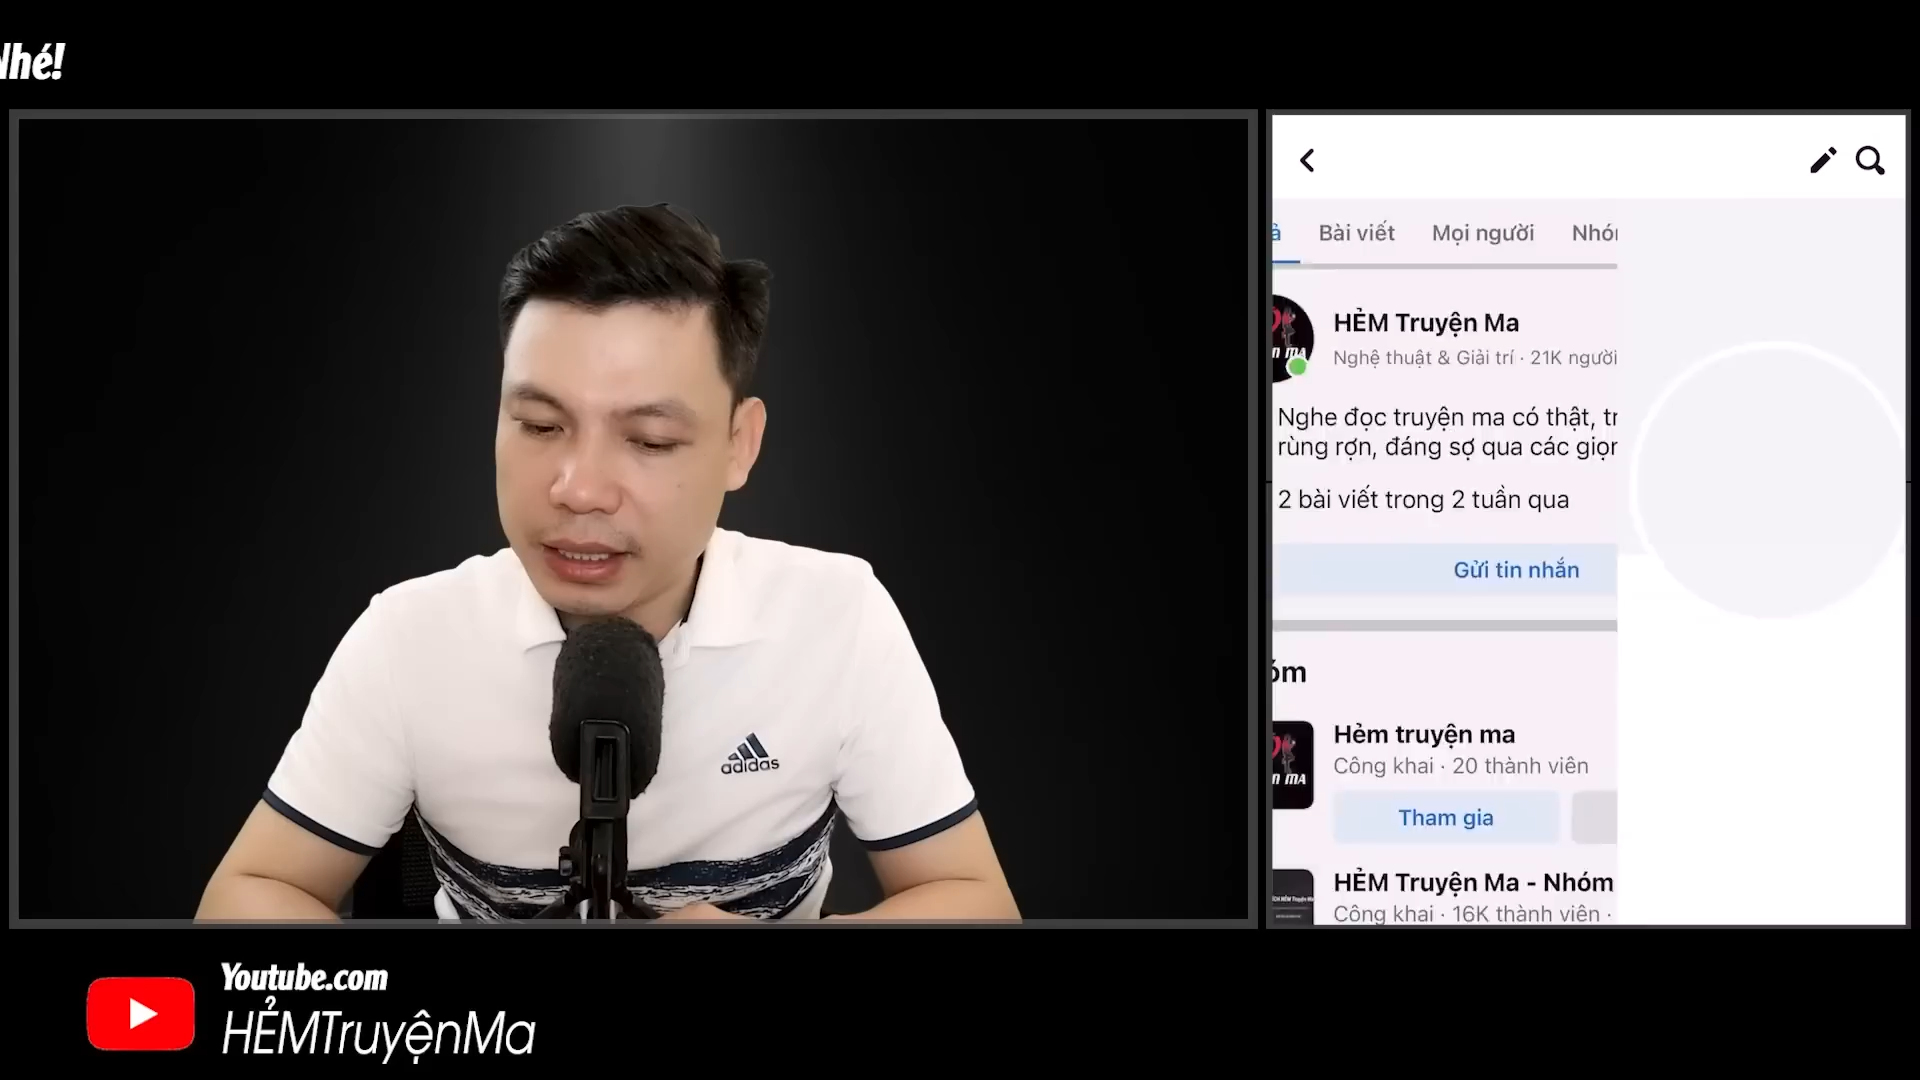 Nhé!
Bài viết Mọi người
HẺM Truyện Ma
Nghệ thuật & Giải trí · 21K người
Nghe đọc truyện ma có thật, tr
rùng rợn, đáng sợ qua các giọn
2 bài viết trong 2 tuần qua
Gửi tin nhắn
Hẻm truyện ma
Công khai · 20 thành viên
Tham gia
HẺM Truyện Ma - Nhóm
Công khai · 16K thành viên ·
adidas
Youtube.com
HẺMTruyệnMa